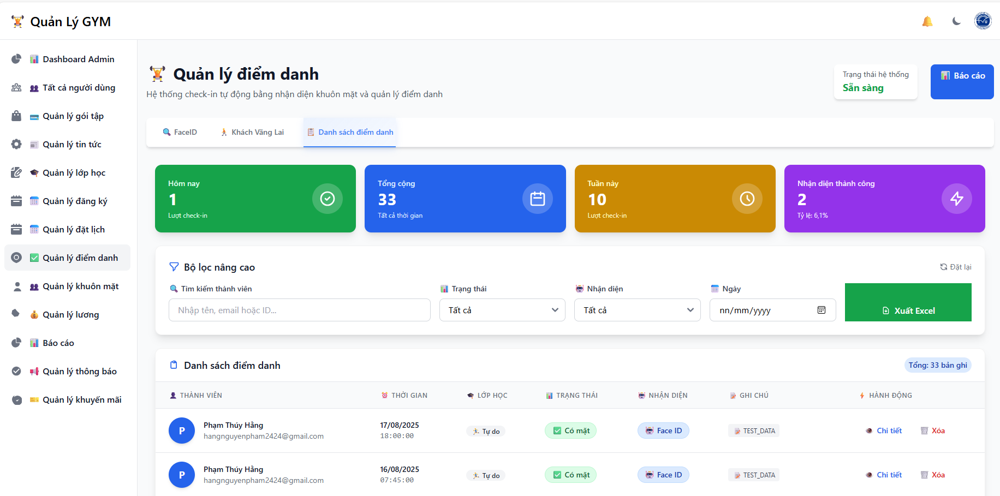 Quản Lý GYM
TVU
Dashboard Admin
Tất cả người dùng
Quản lý gói tập
Quản lý tin tức
Quản lý lớp học
Quản lý đăng ký
Quản lý đặt lịch
Quản lý điểm danh
Quản lý khuôn mặt
Quản lý lương
Báo cáo
Quản lý thông báo
Quản lý khuyến mãi
Quản lý điểm danh
Hệ thống check-in tự động bằng nhận diện khuôn mặt và quản lý điểm danh
Trạng thái hệ thống
Sẵn sàng
Báo cáo
FaceID
Khách Vãng Lai
Danh sách điểm danh
Hôm nay
1
Lượt check-in
Tổng cộng
33
Tất cả thời gian
Tuần này
10
Lượt check-in
Nhận diện thành công
2
Tỷ lệ: 6,1%
Bộ lọc nâng cao
Đặt lại
Tìm kiếm thành viên
Nhập tên, email hoặc ID...
Trạng thái
Tất cả
Nhận diện
Tất cả
Ngày
nn/mm/yyyy
Xuất Excel
Danh sách điểm danh
Tổng: 33 bản ghi
THÀNH VIÊN THỜI GIAN LỚP HỌC TRẠNG THÁI NHẬN DIỆN GHI CHÚ HÀNH ĐỘNG
P
Phạm Thúy Hằng
hangnguyenpham2424@gmail.com
17/08/2025
18:00:00
Tự do
Có mặt
Face ID
TEST_DATA
Chi tiết
Xóa
P
Phạm Thúy Hằng
hangnguyenpham2424@gmail.com
16/08/2025
07:45:00
Tự do
Có mặt
Face ID
TEST_DATA
Chi tiết
Xóa